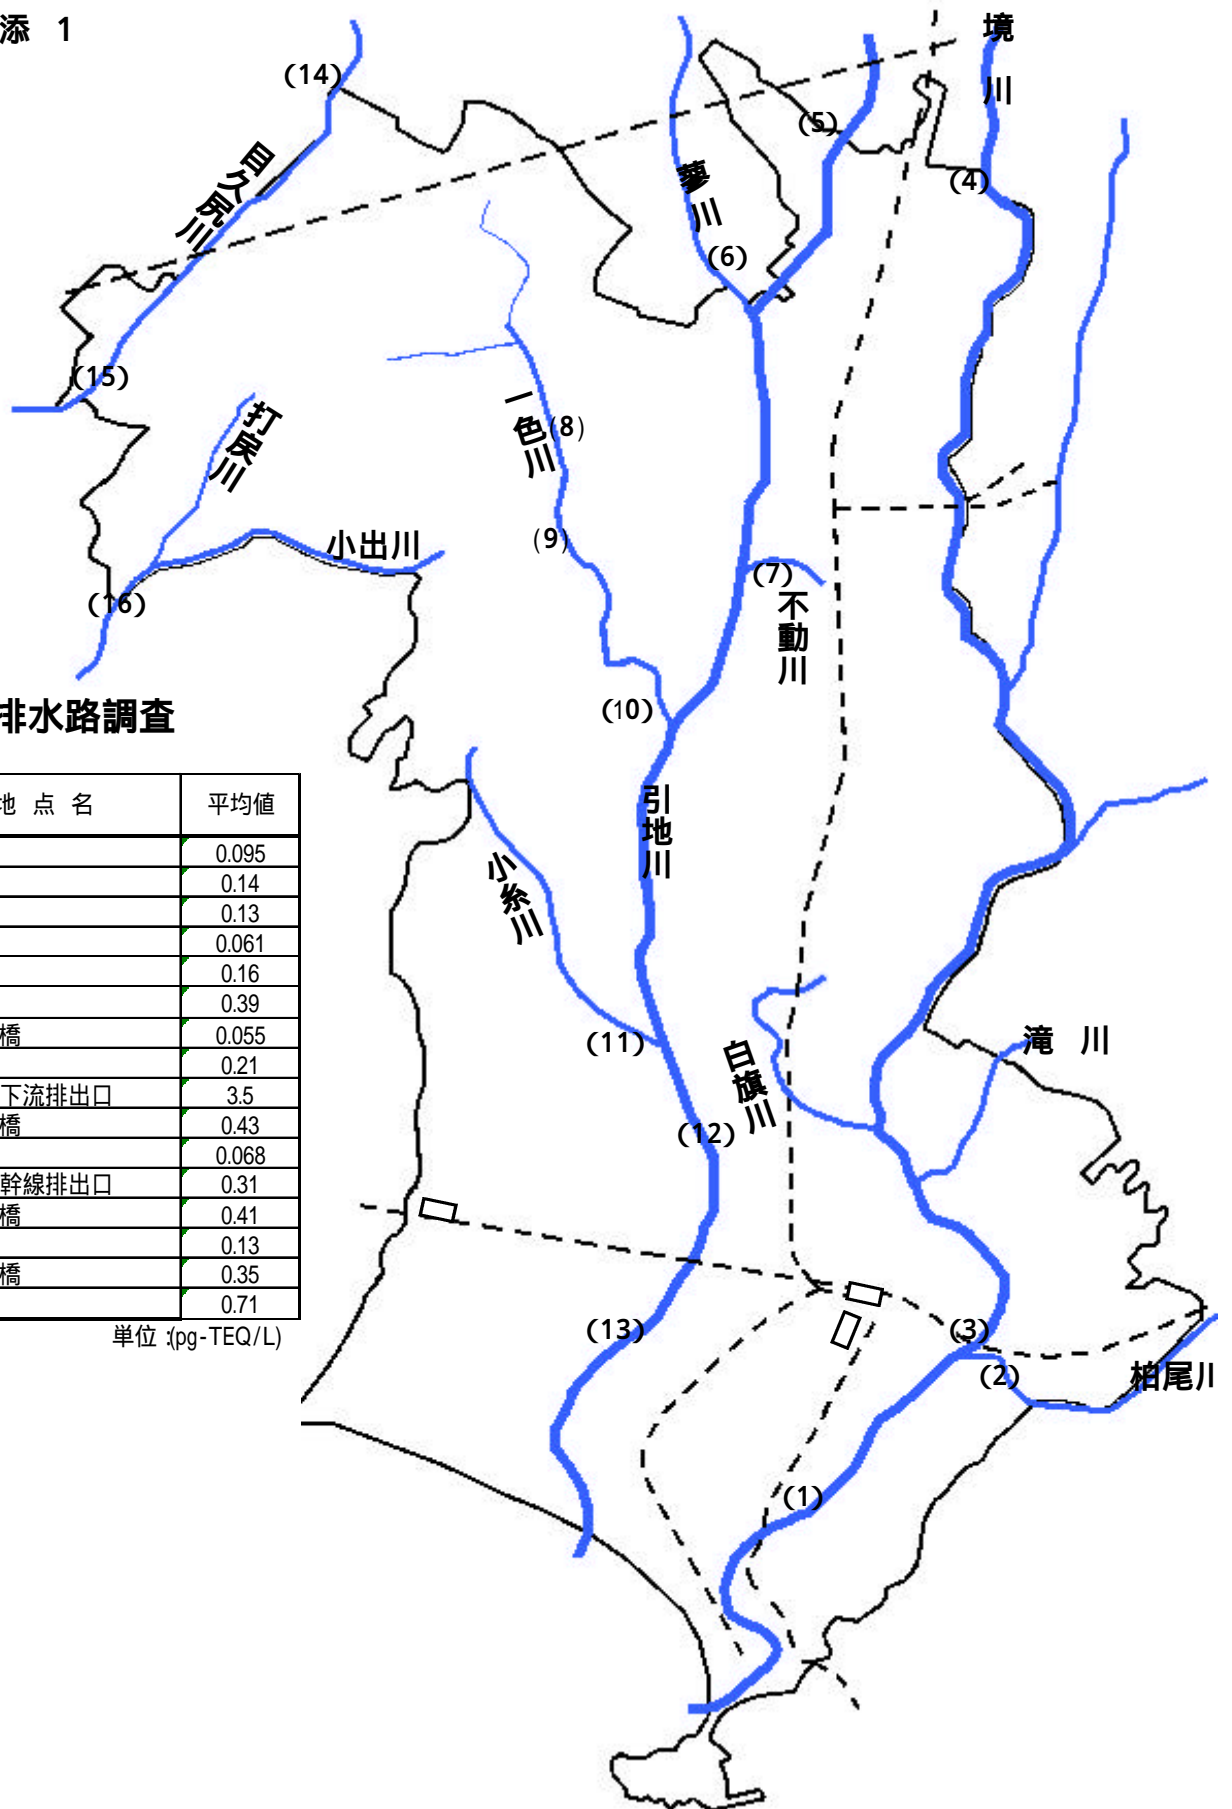 添 1
境川
(14)
(5)
(4)
目久尻川
蓼川
(6)
(15)
打戻川
一色川
(8)
(9)
小出川
(7)
不動川
(16)
(10)
排水路調査
引地川
小糸川
地 点 名 平均値
0.095
0.14
0.13
0.061
0.16
0.39
橋 0.055
0.21
下流排出口 3.5
橋 0.43
0.068
幹線排出口 0.31
橋 0.41
0.13
橋 0.35
0.71
単位:(pg-TEQ/L)
(11)
白旗川
滝 川
(12)
(13)
(3)
(2)
柏尾川
(1)